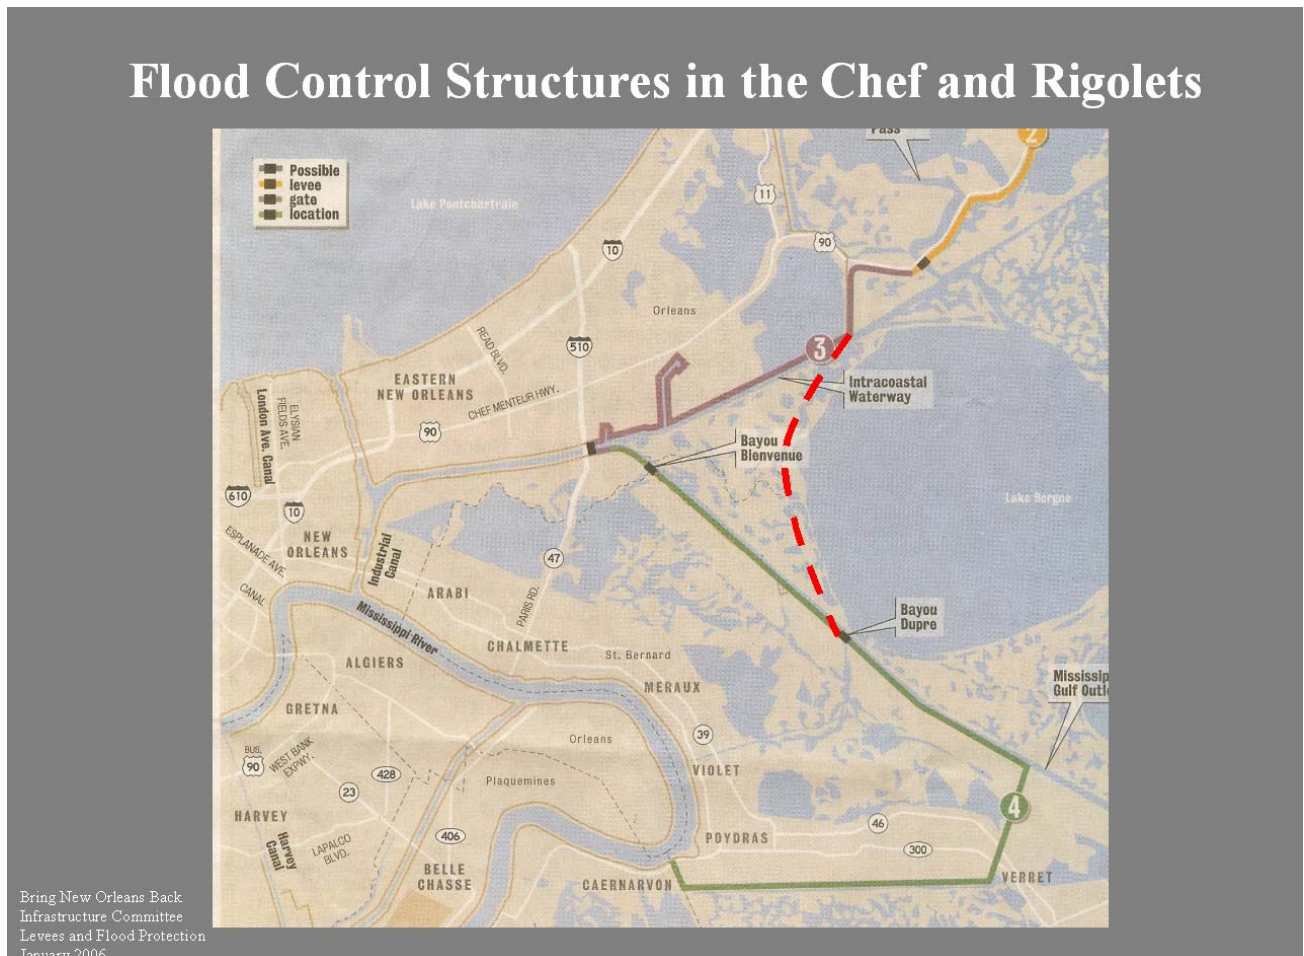 Flood Control Structures in the Chef and Rigolets
Possible
levee
gate
location
Pass
2
Lake Pontchartrain
11
90
10
Orleans
510
READ BLVD.
3
EASTERN
NEW ORLEANS
CHEF MENTEUR HWY.
Intracoastal
Waterway
London Ave. Canal
ELYSIAN
FIELDS AVE.
90
Bayou
Bienvenue
Lake Borgne
610
10
NEW
ORLEANS
ESPLANADE AVE.
Industrial
Canal
47
CANAL
ARABI
PARIS RD.
Bayou
Dupre
Mississippi River
CHALMETTE
St. Bernard
ALGIERS
MERAUX
Mississip
Gulf Outl
GRETNA
39
Orleans
BUS.
90
WEST BANK
EXPWY.
428
Plaquemines
VIOLET
23
4
HARVEY
Harvey
Canal
LAPALCO
BLVD.
406
POYDRAS
46
300
BELLE
CHASSE
CAERNARVON
VERRET
Bring New Orleans Back
Infrastructure Committee
Levees and Flood Protection
January 2006